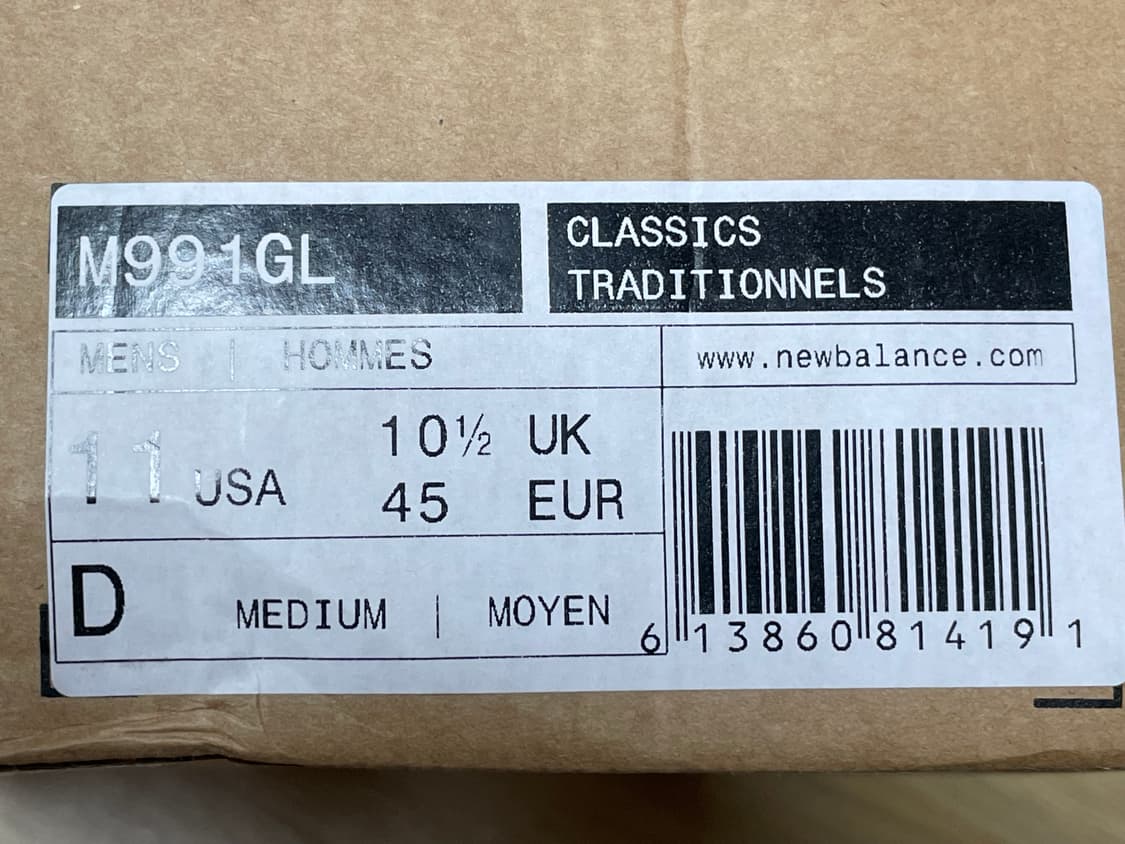 M991GL
CLASSICS
TRADITIONNELS
MENS | HOMMES
www.newbalance.com
11 USA
10½ UK
45 EUR
D MEDIUM | MOYEN
6 13860 81419 1